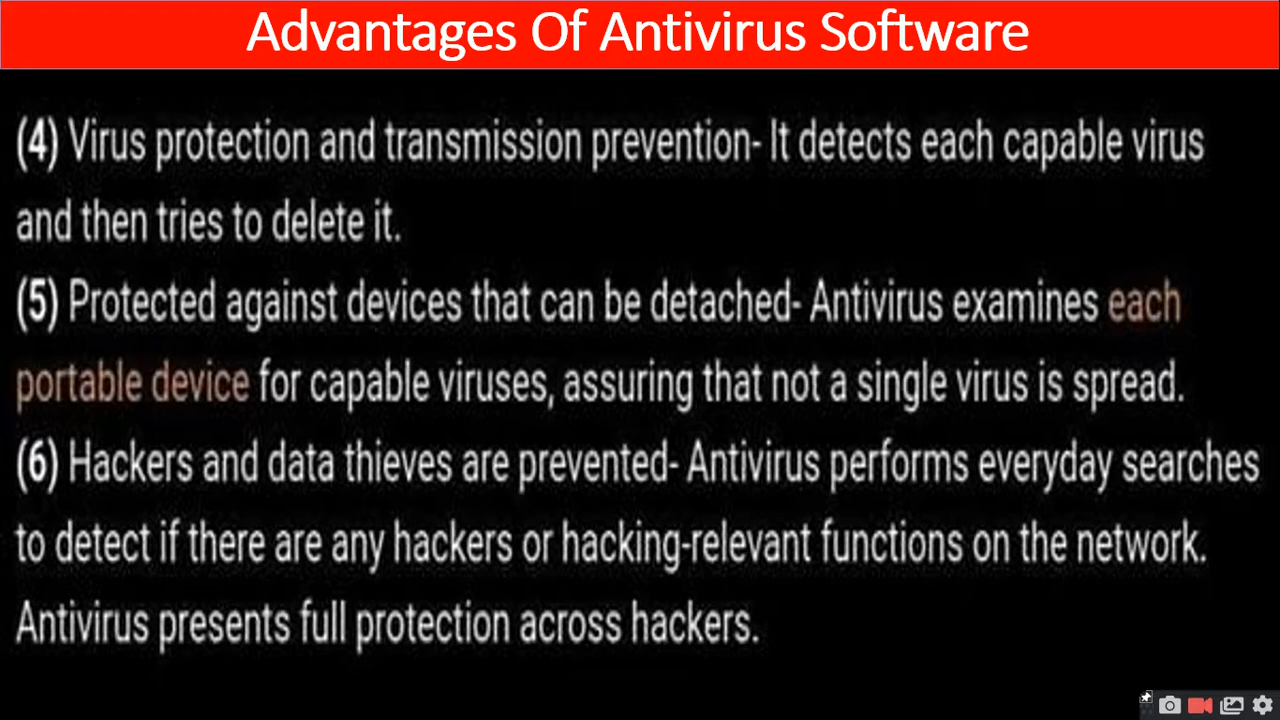 Advantages Of Antivirus Software
(4) Virus protection and transmission prevention- It detects each capable virus
and then tries to delete it.
(5) Protected against devices that can be detached- Antivirus examines each
portable device for capable viruses, assuring that not a single virus is spread.
(6) Hackers and data thieves are prevented- Antivirus performs everyday searches
to detect if there are any hackers or hacking-relevant functions on the network.
Antivirus presents full protection across hackers.